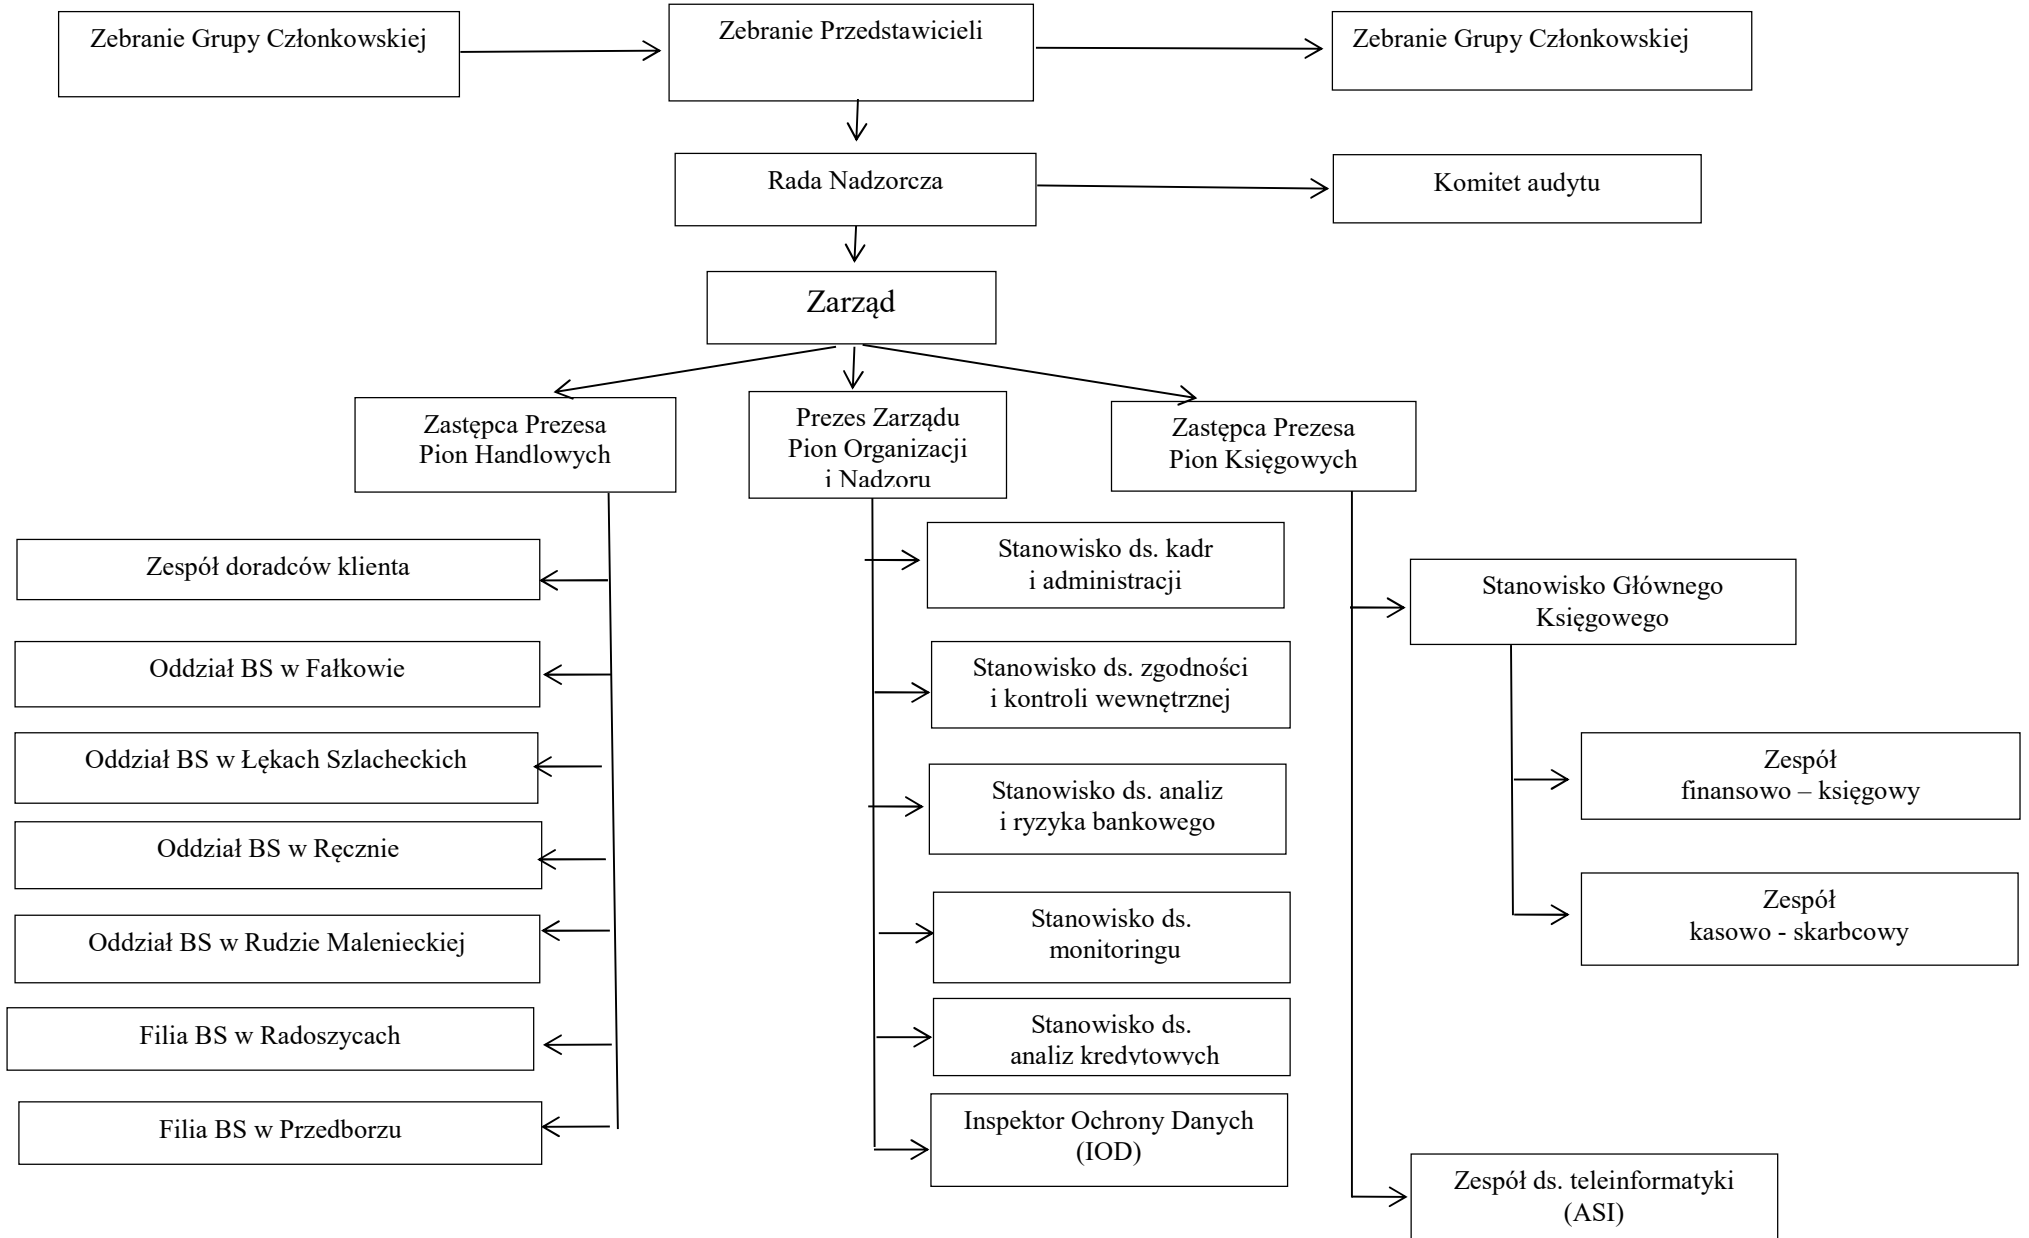 Zebranie Grupy Członkowskiej
Zebranie Przedstawicieli
Zebranie Grupy Członkowskiej
Rada Nadzorcza
Komitet audytu
Zarząd
Zastępca Prezesa
Pion Handlowych
Prezes Zarządu
Pion Organizacji
i Nadzoru
Zastępca Prezesa
Pion Księgowych
Zespół doradców klienta
Oddział BS w Fałkowie
Oddział BS w Łękach Szlacheckich
Oddział BS w Ręcznie
Oddział BS w Rudzie Malenieckiej
Filia BS w Radoszycach
Filia BS w Przedborzu
Stanowisko ds. kadr
i administracji
Stanowisko ds. zgodności
i kontroli wewnętrznej
Stanowisko ds. analiz
i ryzyka bankowego
Stanowisko ds.
monitoringu
Stanowisko ds.
analiz kredytowych
Inspektor Ochrony Danych
(IOD)
Stanowisko Głównego
Księgowego
Zespół
finansowo – księgowy
Zespół
kasowo - skarbcowy
Zespół ds. teleinformatyki
(ASI)